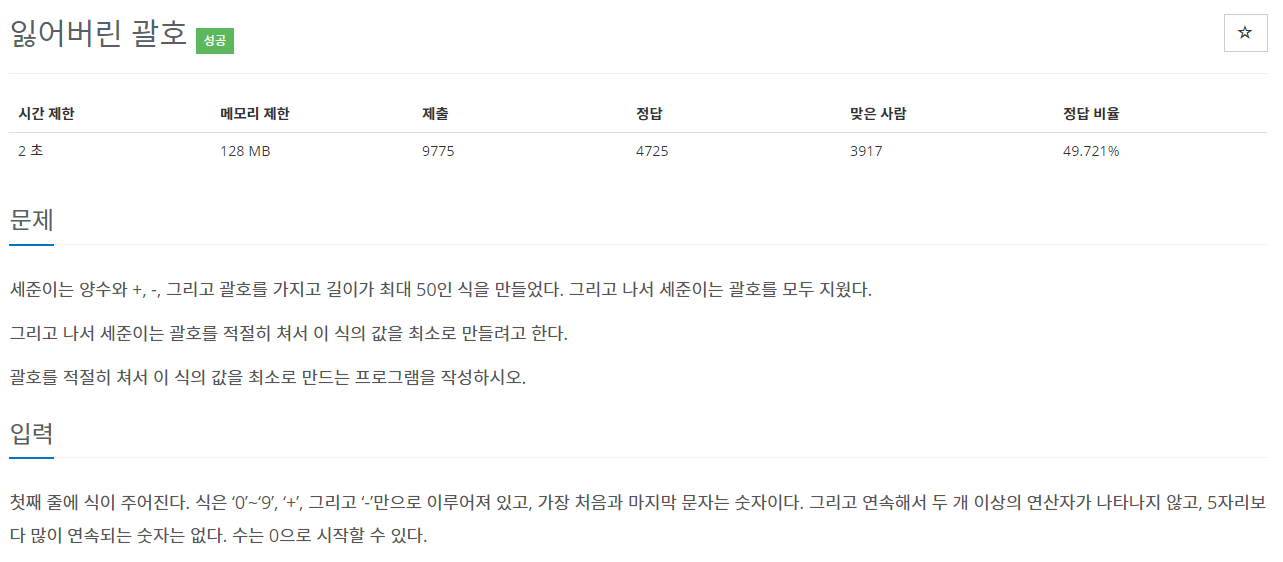 잃어버린 괄호 성공
☆
시간 제한 메모리 제한 제출 정답 맞은 사람 정답 비율
2 초 128 MB 9775 4725 3917 49.721%
문제
세준이는 양수와 +, -, 그리고 괄호를 가지고 길이가 최대 50인 식을 만들었다. 그리고 나서 세준이는 괄호를 모두 지웠다.
그리고 나서 세준이는 괄호를 적절히 쳐서 이 식의 값을 최소로 만들려고 한다.
괄호를 적절히 쳐서 이 식의 값을 최소로 만드는 프로그램을 작성하시오.
입력
첫째 줄에 식이 주어진다. 식은 ‘0’~‘9’, ‘+’, 그리고 ‘-’만으로 이루어져 있고, 가장 처음과 마지막 문자는 숫자이다. 그리고 연속해서 두 개 이상의 연산자가 나타나지 않고, 5자리보
다 많이 연속되는 숫자는 없다. 수는 0으로 시작할 수 있다.